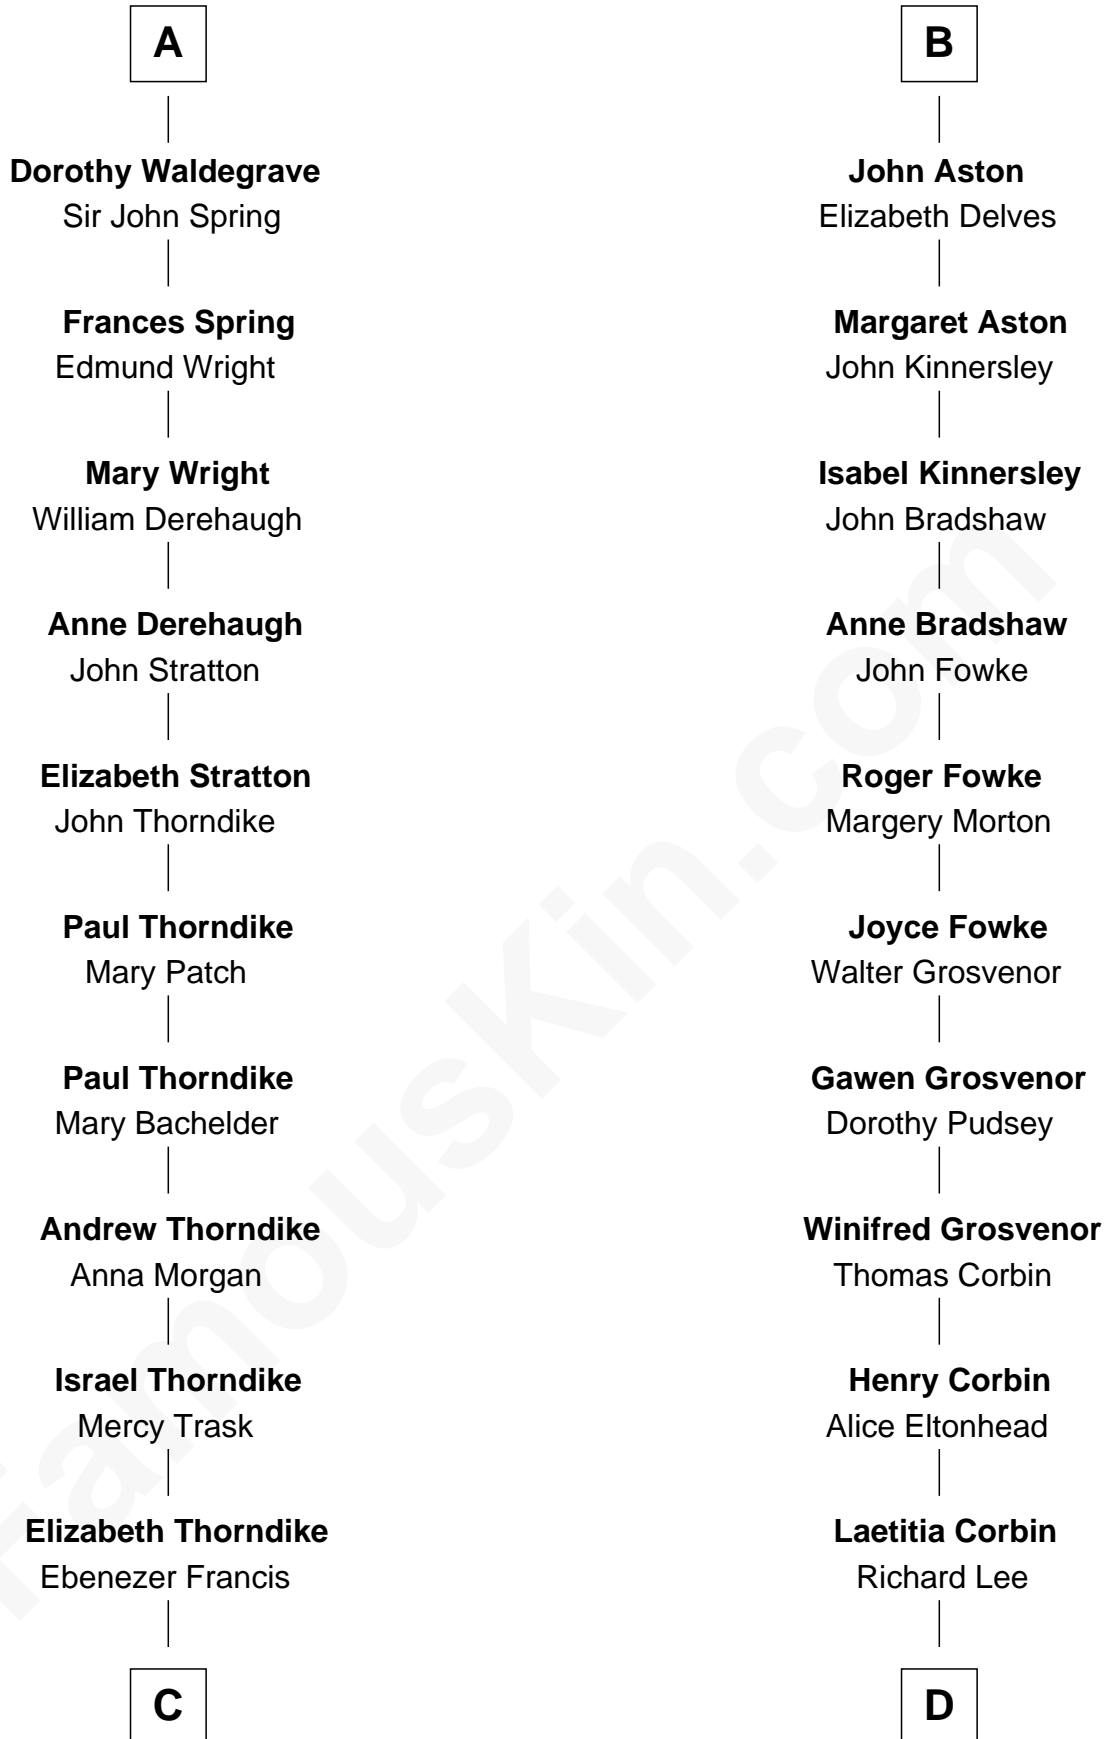 A
Dorothy Waldegrave
Sir John Spring
Frances Spring
Edmund Wright
Mary Wright
William Derehaugh
Anne Derehaugh
John Stratton
Elizabeth Stratton
John Thorndike
Paul Thorndike
Mary Patch
Paul Thorndike
Mary Bachelder
Andrew Thorndike
Anna Morgan
Israel Thorndike
Mercy Trask
Elizabeth Thorndike
Ebenezer Francis
C
B
John Aston
Elizabeth Delves
Margaret Aston
John Kinnersley
Isabel Kinnersley
John Bradshaw
Anne Bradshaw
John Fowke
Roger Fowke
Margery Morton
Joyce Fowke
Walter Grosvenor
Gawen Grosvenor
Dorothy Pudsey
Winifred Grosvenor
Thomas Corbin
Henry Corbin
Alice Eltonhead
Laetitia Corbin
Richard Lee
D
FamousKin.com